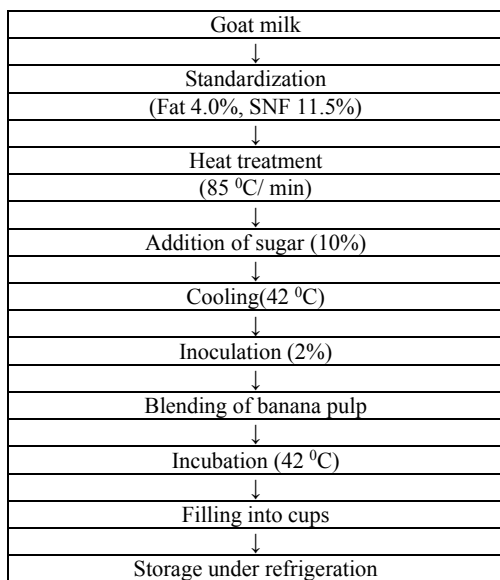 Goat milk
↓
Standardization
(Fat 4.0%, SNF 11.5%)
↓
Heat treatment
(85 ⁰C/ min)
↓
Addition of sugar (10%)
↓
Cooling(42 ⁰C)
↓
Inoculation (2%)
↓
Blending of banana pulp
↓
Incubation (42 ⁰C)
↓
Filling into cups
↓
Storage under refrigeration